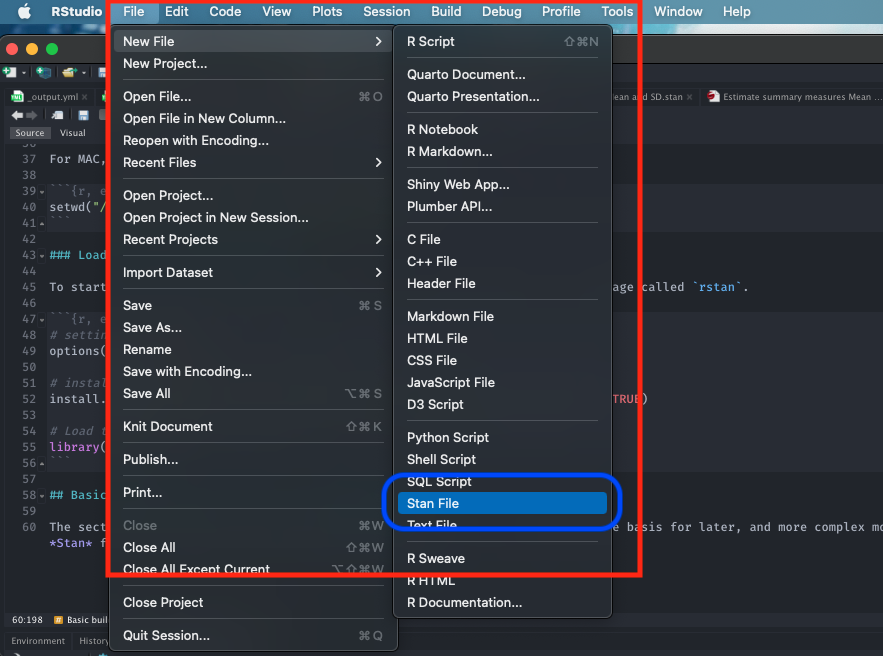 RStudio File Edit Code View Plots Session Build Debug Profile Tools Window Help
New File
New Project...
Open File... ⌘O
Open File in New Column...
Reopen with Encoding...
Recent Files
Open Project...
Open Project in New Session...
Recent Projects
Import Dataset
Save ⌘S
Save As...
Rename
Save with Encoding...
Save All ⌥⌘S
Knit Document ⇧⌘K
Publish...
Print...
Close ⌘W
Close All ⇧⌘W
Close All Except Current ⌥⇧⌘W
Close Project
Quit Session... ⌘Q
R Script ⇧⌘N
Quarto Document...
Quarto Presentation...
R Notebook
R Markdown...
Shiny Web App...
Plumber API...
C File
C++ File
Header File
Markdown File
HTML File
CSS File
JavaScript File
D3 Script
Python Script
Shell Script
SQL Script
Stan File
Text File
R Sweave
R HTML
R Documentation...
_output.yml
ean and SD.stan
Estimate summary measures Mean ...
Source Visual
36
37 For MAC,
38
39 ```{r, e
40 setwd("/
41 ```
42
43 ### Load
44
45 To start age called `rstan`.
46
47 ```{r, e
48 # settin
49 options(
50
51 # instal
52 install. TRUE)
53
54 # Load t
55 library(
56 ```
57
58 ## Basic
59
60 The sect e basis for later, and more complex mo
*Stan* f
60:198 # Basic buil
Environment History